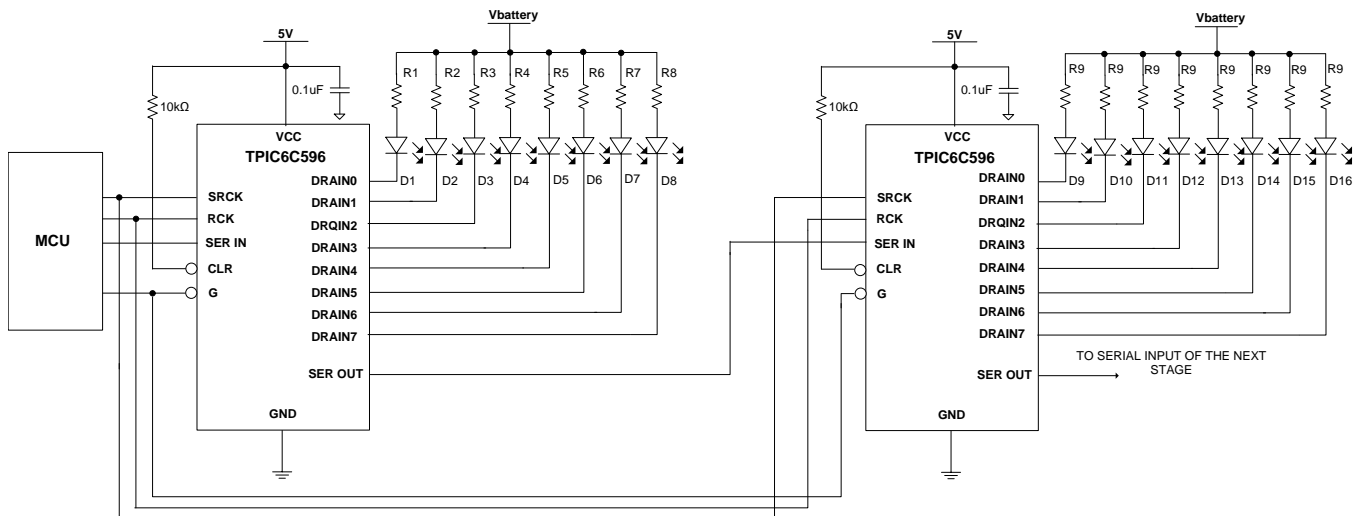 Vbattery
5V
R1 R2 R3 R4 R5 R6 R7 R8
0.1uF
10kΩ
VCC
TPIC6C596
DRAIN0
DRAIN1
DRQIN2
DRAIN3
DRAIN4
DRAIN5
DRAIN6
DRAIN7
SER OUT
GND
SRCK
RCK
SER IN
CLR
G
D1 D2 D3 D4 D5 D6 D7 D8
MCU
Vbattery
5V
R9 R9 R9 R9 R9 R9 R9 R9
0.1uF
10kΩ
VCC
TPIC6C596
DRAIN0
DRAIN1
DRQIN2
DRAIN3
DRAIN4
DRAIN5
DRAIN6
DRAIN7
SER OUT
GND
SRCK
RCK
SER IN
CLR
G
D9 D10 D11 D12 D13 D14 D15 D16
TO SERIAL INPUT OF THE NEXT
STAGE